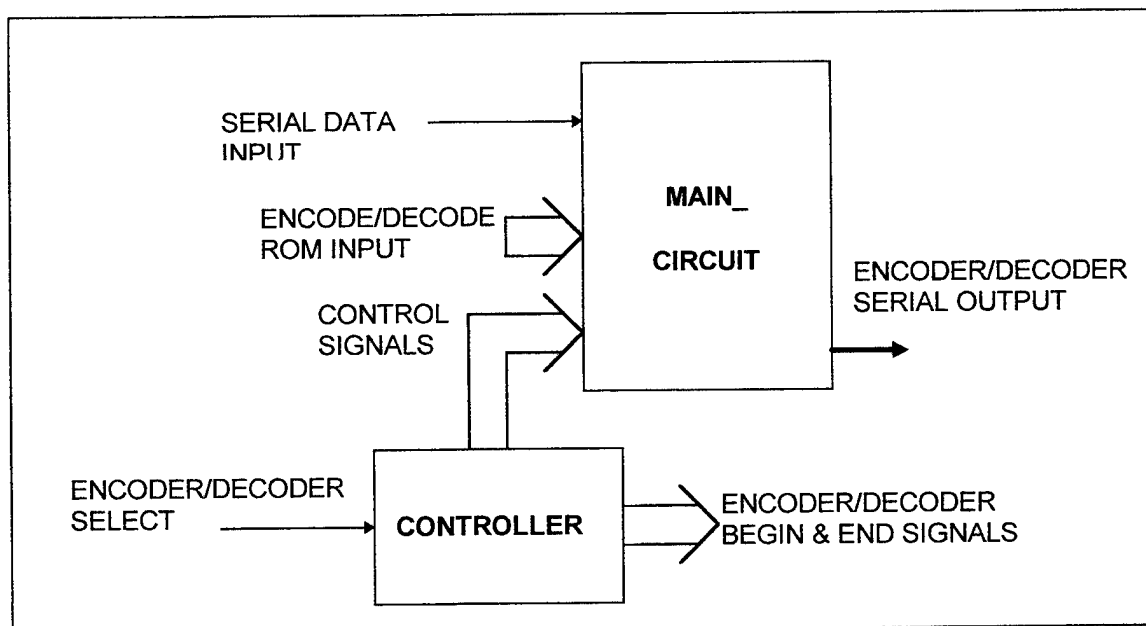 SERIAL DATA
INPUT
ENCODE/DECODE
ROM INPUT
CONTROL
SIGNALS
MAIN_
CIRCUIT
ENCODER/DECODER
SERIAL OUTPUT
ENCODER/DECODER
SELECT
CONTROLLER
ENCODER/DECODER
BEGIN & END SIGNALS